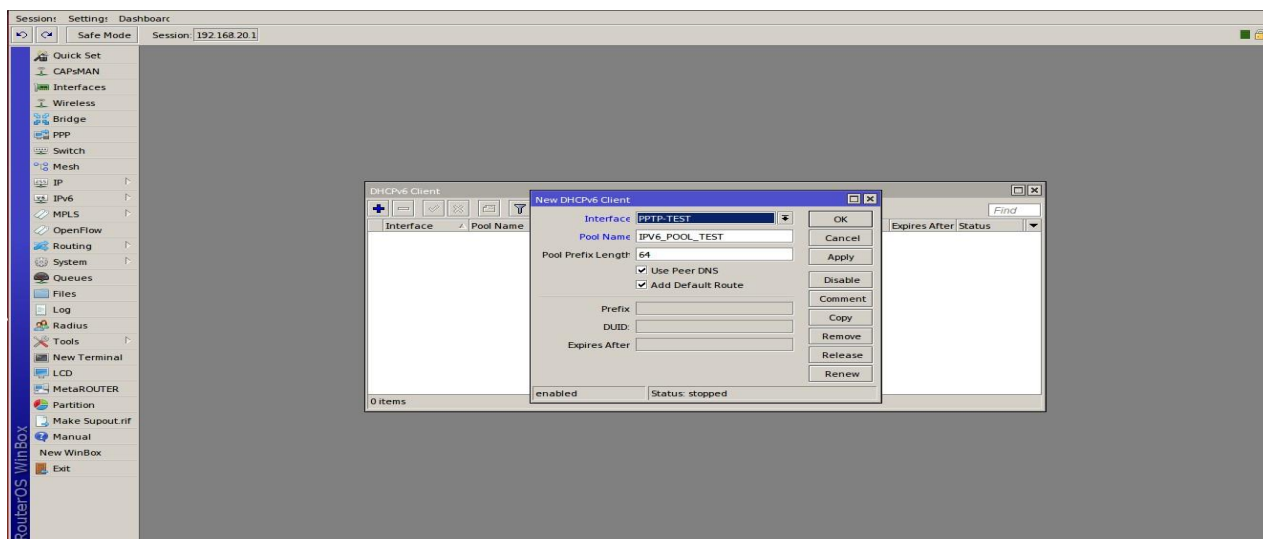 Session: Setting: Dashboarc
Safe Mode Session: 192.168.20.1
Quick Set
CAPsMAN
Interfaces
Wireless
Bridge
PPP
Switch
Mesh
IP
IPv6
MPLS
OpenFlow
Routing
System
Queues
Files
Log
Radius
Tools
New Terminal
LCD
MetaROUTER
Partition
Make Supout.rif
Manual
New WinBox
Exit
RouterOS WinBox
DHCPv6 Client
Find
Interface Pool Name Expires After Status
0 items
New DHCPv6 Client
Interface PPTP-TEST
Pool Name IPV6_POOL_TEST
Pool Prefix Length 64
Use Peer DNS
Add Default Route
Prefix
DUID:
Expires After
OK
Cancel
Apply
Disable
Comment
Copy
Remove
Release
Renew
enabled Status: stopped